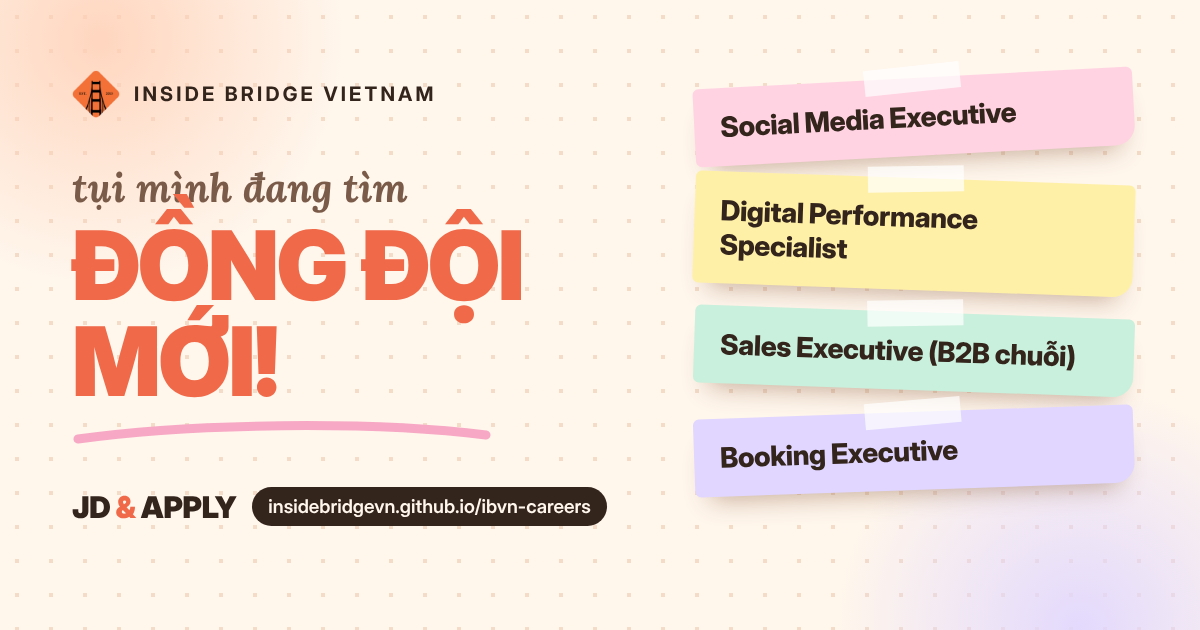 INSIDE BRIDGE VIETNAM
tụi mình đang tìm
ĐỒNG ĐỘI
MỚI!
JD & APPLY
insidebridgevn.github.io/ibvn-careers
Social Media Executive
Digital Performance
Specialist
Sales Executive (B2B chuỗi)
Booking Executive